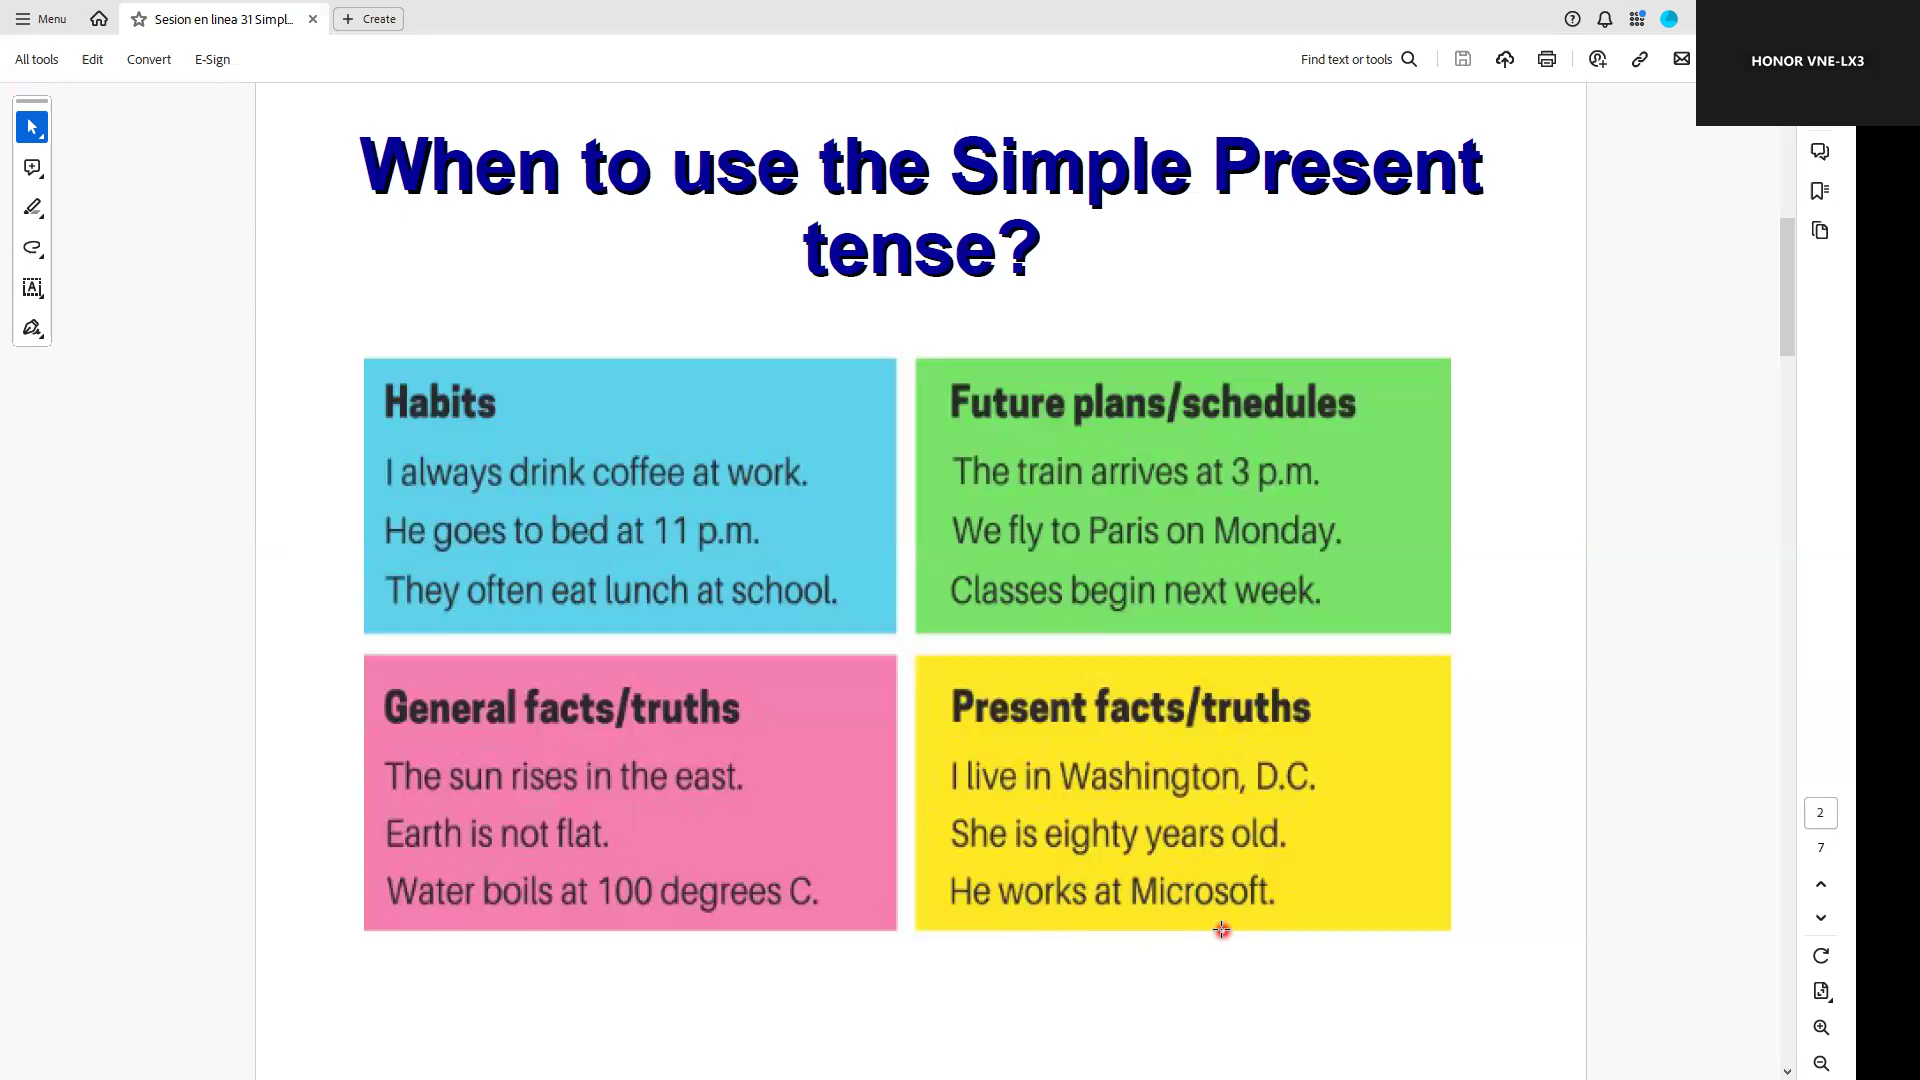 Menu
Sesion en linea 31 Simpl...
Create
HONOR VNE-LX3
All tools
Edit
Convert
E-Sign
Find text or tools
When to use the Simple Present
tense?
Habits
I always drink coffee at work.
He goes to bed at 11 p.m.
They often eat lunch at school.
Future plans/schedules
The train arrives at 3 p.m.
We fly to Paris on Monday.
Classes begin next week.
General facts/truths
The sun rises in the east.
Earth is not flat.
Water boils at 100 degrees C.
Present facts/truths
I live in Washington, D.C.
She is eighty years old.
He works at Microsoft.
2
7